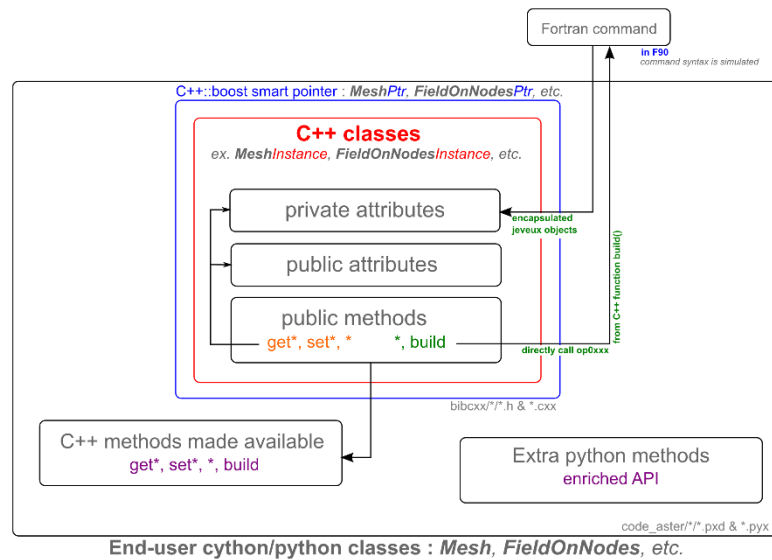 Fortran command
in F90
command syntax is simulated
C++::boost smart pointer : MeshPtr, FieldOnNodesPtr, etc.
C++ classes
ex. MeshInstance, FieldOnNodesInstance, etc.
private attributes
encapsulated
jeveux objects
public attributes
public methods
get*, set*, * *, build
directly call op0xxx
from C++ function build()
bibcxx/*/*.h & *.cxx
C++ methods made available
get*, set*, *, build
Extra python methods
enriched API
code_aster/*/*.pxd & *.pyx
End-user cython/python classes : Mesh, FieldOnNodes, etc.